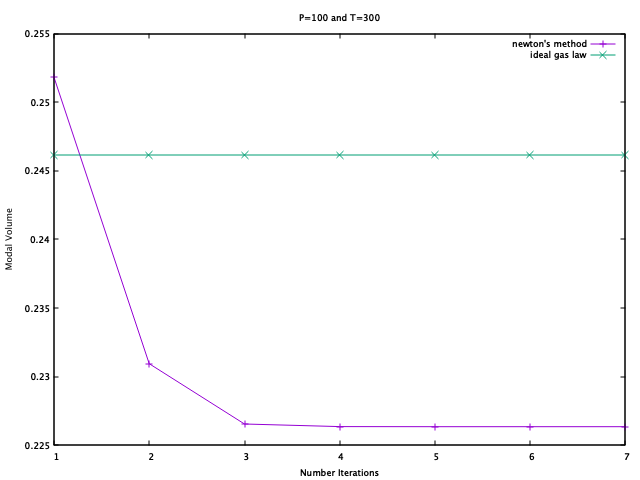 P=100 and T=300
newton's method
ideal gas law
0.255
0.25
0.245
0.24
0.235
0.23
0.225
Modal Volume
1 2 3 4 5 6 7
Number Iterations